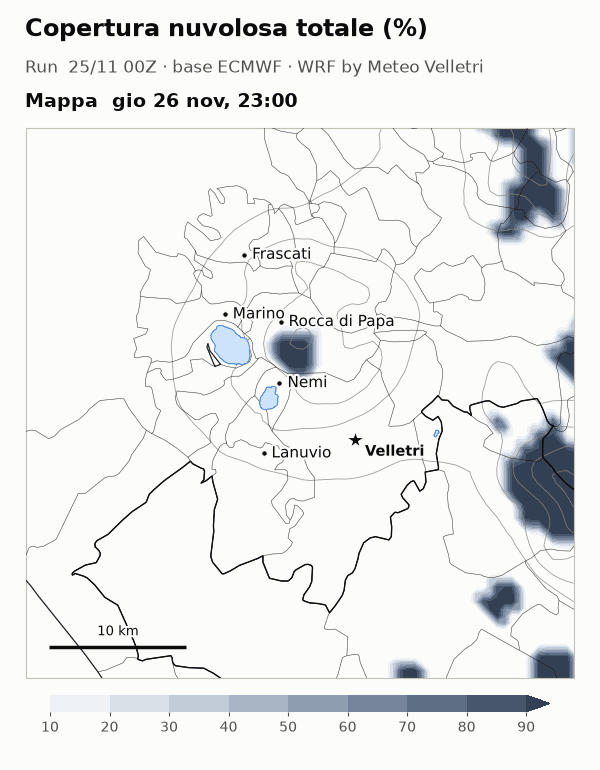 Copertura nuvolosa totale (%)
Run 25/11 00Z · base ECMWF · WRF by Meteo Velletri
Mappa gio 26 nov, 23:00
Frascati
Marino
Rocca di Papa
Nemi
Velletri
Lanuvio
10 km
10 20 30 40 50 60 70 80 90